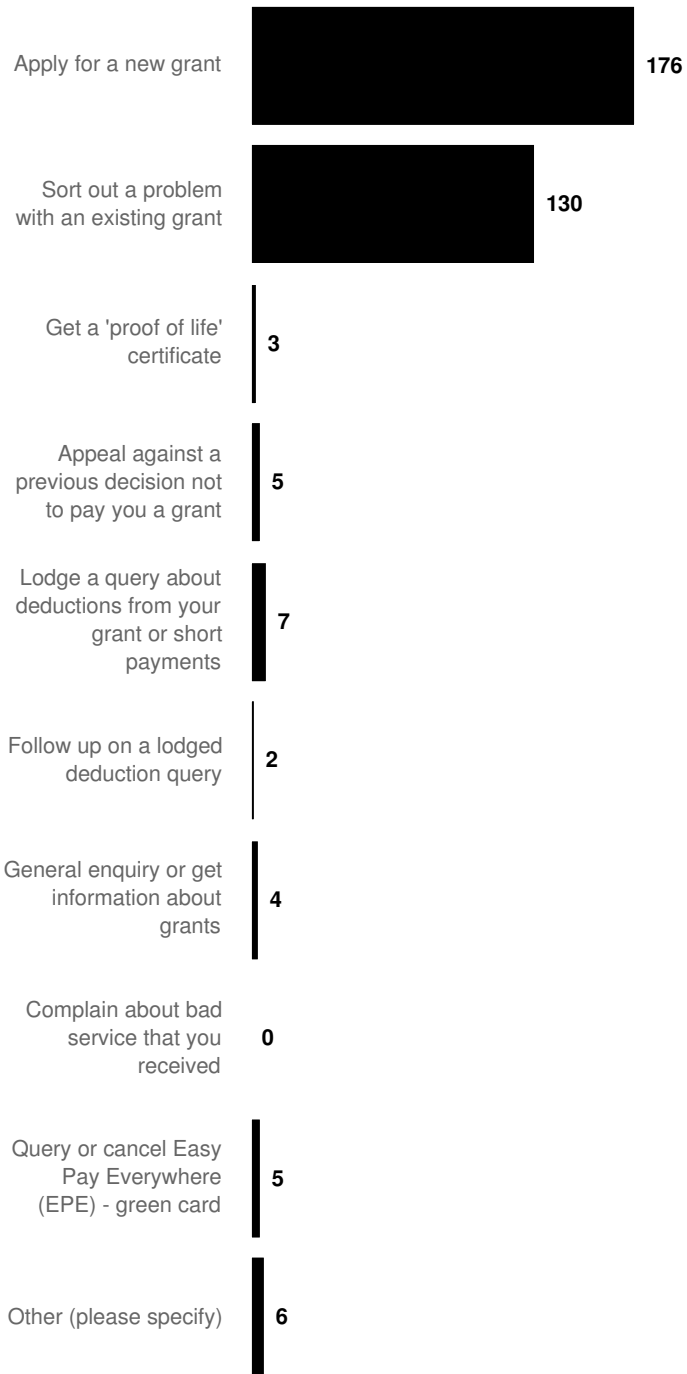 Apply for a new grant
176
Sort out a problem
with an existing grant
130
Get a 'proof of life'
certificate
3
Appeal against a
previous decision not
to pay you a grant
5
Lodge a query about
deductions from your
grant or short
payments
7
Follow up on a lodged
deduction query
2
General enquiry or get
information about
grants
4
Complain about bad
service that you
received
0
Query or cancel Easy
Pay Everywhere
(EPE) - green card
5
Other (please specify)
6